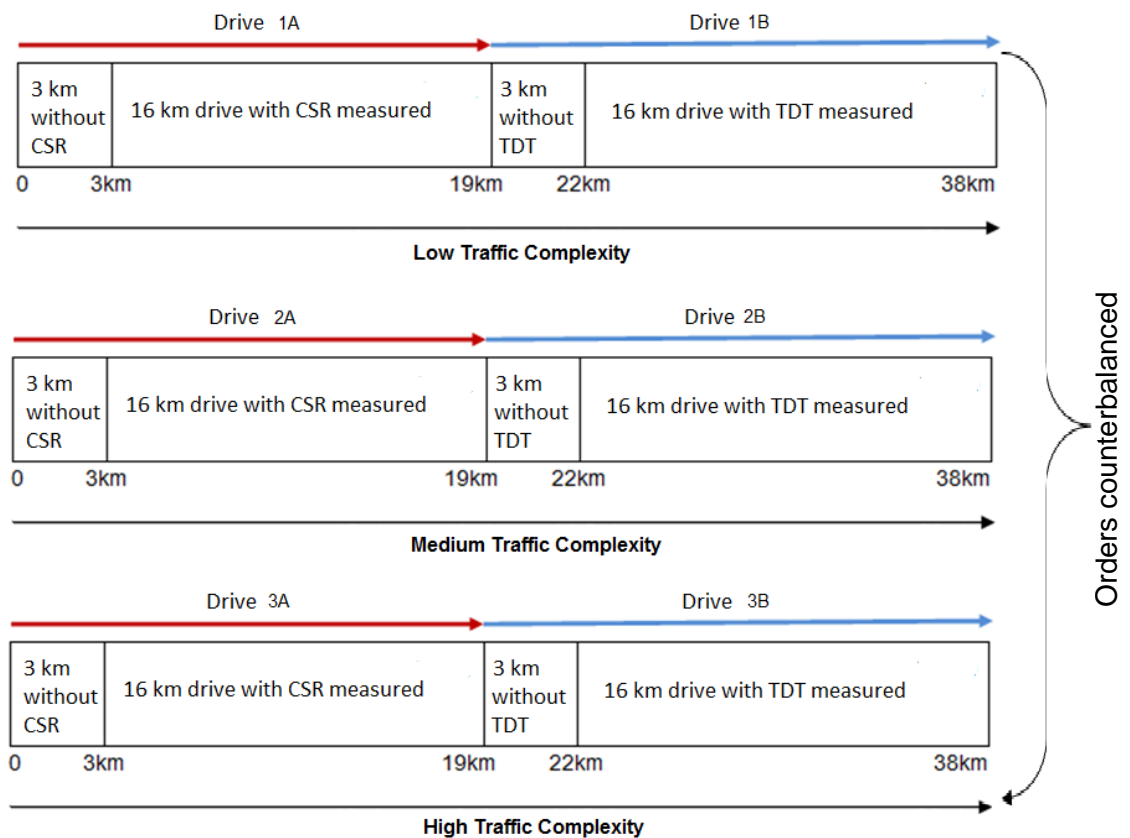 Drive 1A
Drive 1B
3 km
without
CSR
16 km drive with CSR measured
3 km
without
TDT
16 km drive with TDT measured
0
3km
19km
22km
38km
Low Traffic Complexity
Drive 2A
Drive 2B
3 km
without
CSR
16 km drive with CSR measured
3 km
without
TDT
16 km drive with TDT measured
0
3km
19km
22km
38km
Medium Traffic Complexity
Drive 3A
Drive 3B
3 km
without
CSR
16 km drive with CSR measured
3 km
without
TDT
16 km drive with TDT measured
0
3km
19km
22km
38km
High Traffic Complexity
Orders counterbalanced